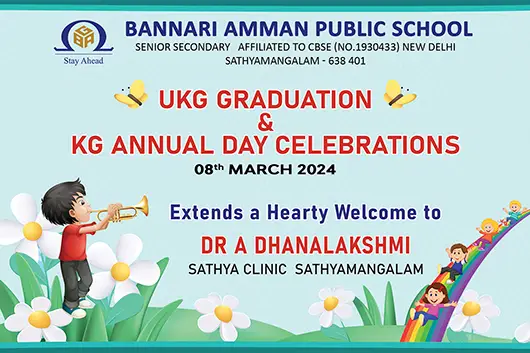 BANNARI AMMAN PUBLIC SCHOOL
SENIOR SECONDARY AFFILIATED TO CBSE (NO.1930433) NEW DELHI
SATHYAMANGALAM - 638 401
BAG
Stay Ahead
UKG GRADUATION
&
KG ANNUAL DAY CELEBRATIONS
08th MARCH 2024
Extends a Hearty Welcome to
DR A DHANALAKSHMI
SATHYA CLINIC SATHYAMANGALAM